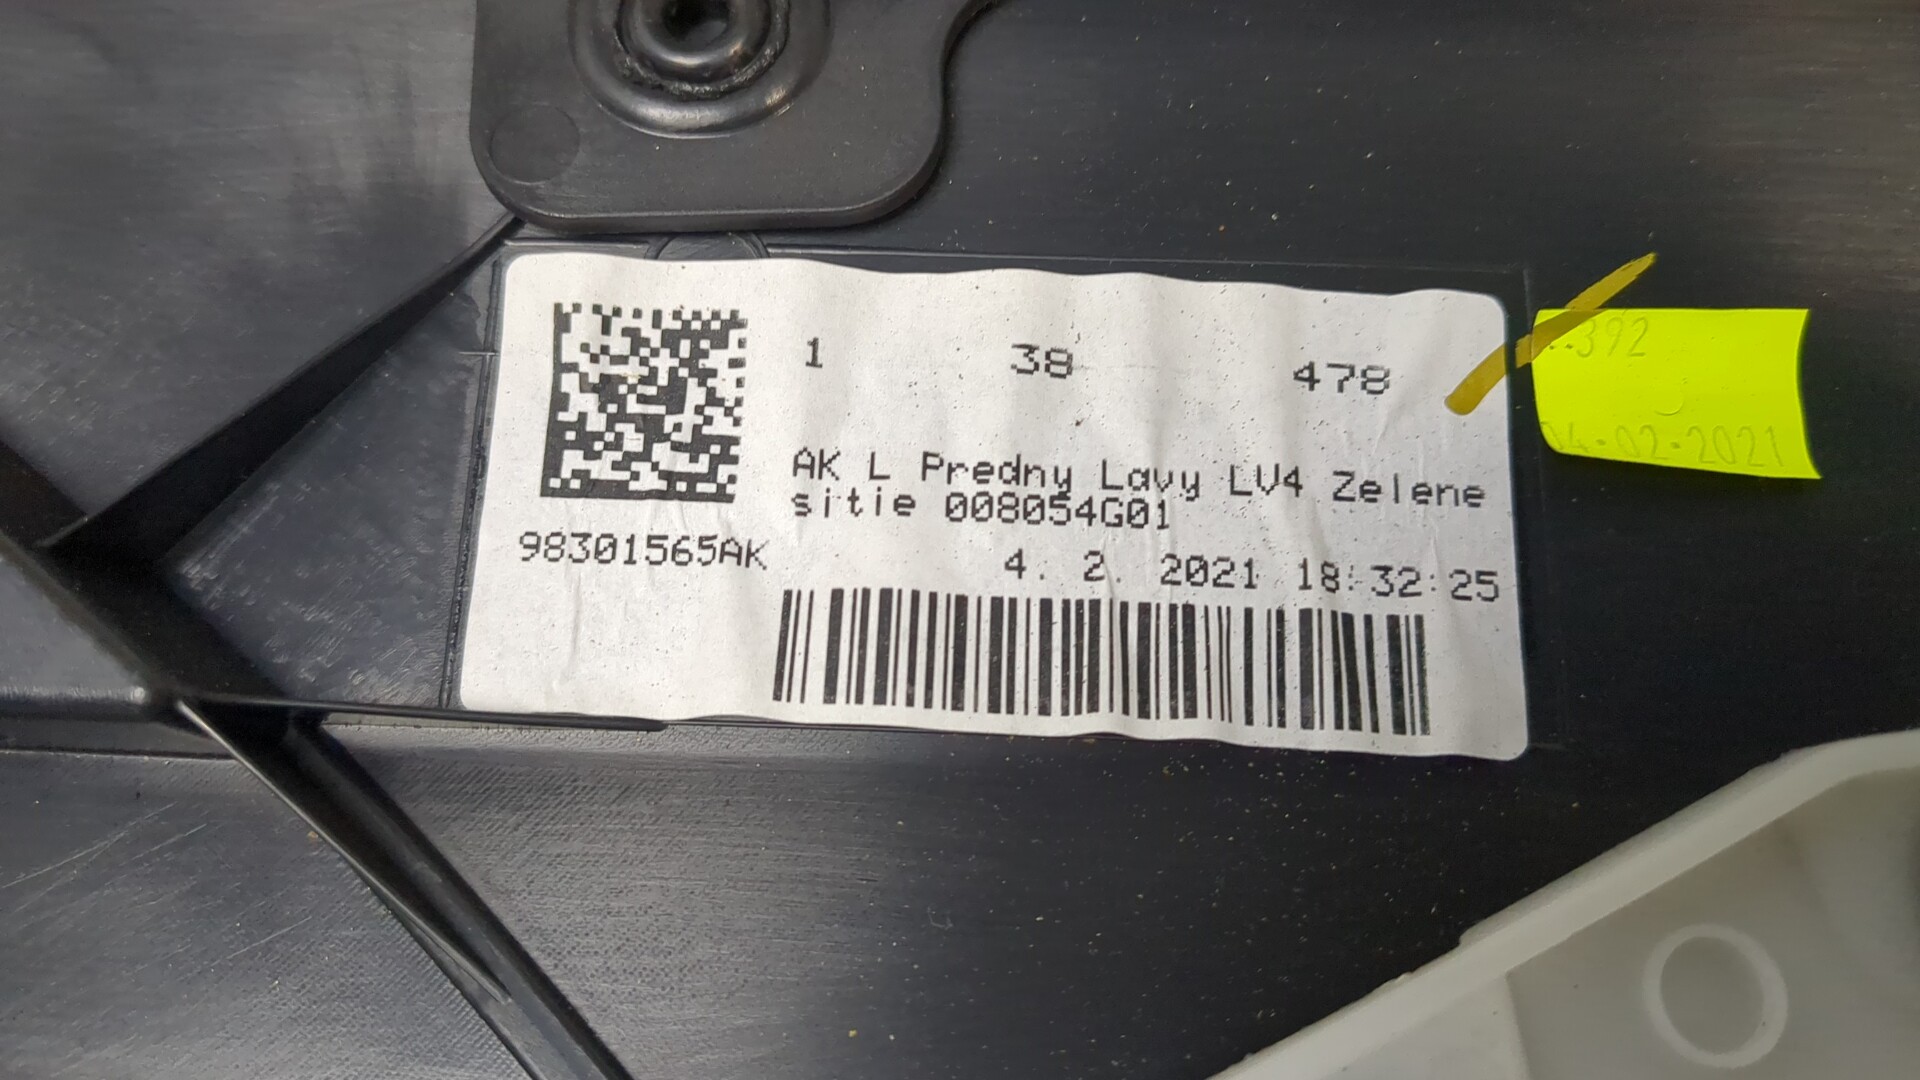 1 38 478
AK L Predny Lavy LV4 Zelene
sitie 008054G01
98301565AK
4. 2. 2021 18:32:25
392
04.02.2021